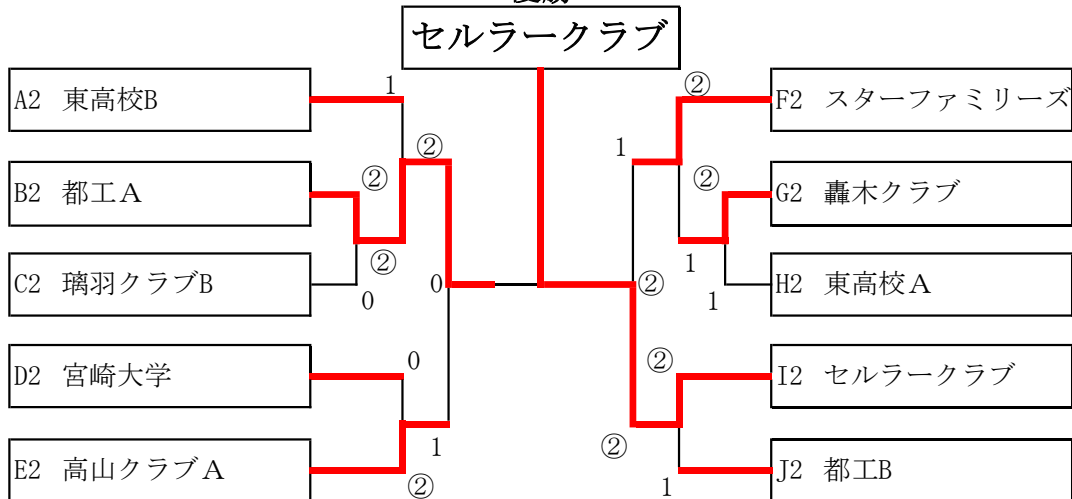 セルラークラブ
A2 東高校B
1
②
F2 スターファミリーズ
②
1
B2 都工A
②
②
G2 轟木クラブ
②
1
C2 璃羽クラブB
0
0
②
H2 東高校A
1
D2 宮崎大学
0
②
I2 セルラークラブ
1
②
E2 高山クラブA
②
1
J2 都工B